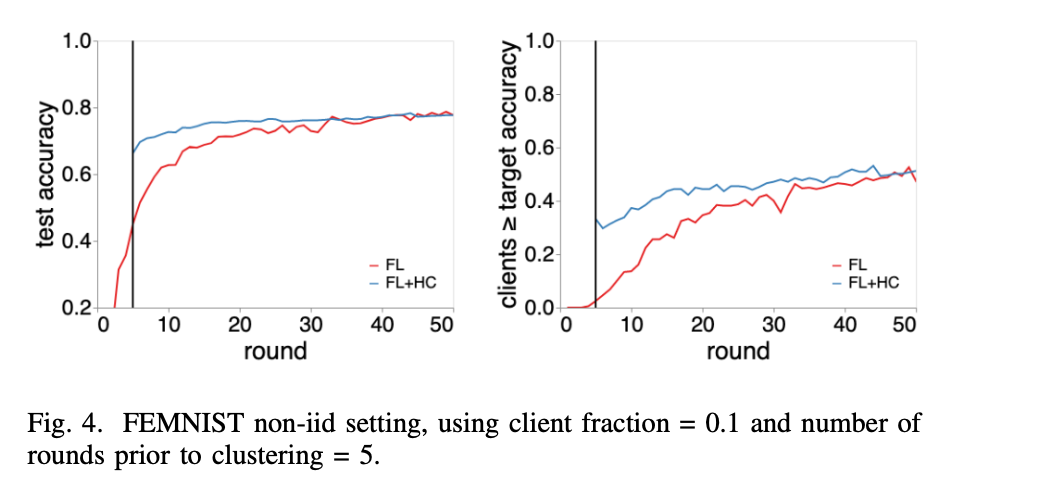 1.0
0.8
0.6
0.4
0.2
test accuracy
0 10 20 30 40 50
round
FL
FL+HC
1.0
0.8
0.6
0.4
0.2
0.0
clients ≥ target accuracy
0 10 20 30 40 50
round
FL
FL+HC
Fig. 4. FEMNIST non-iid setting, using client fraction = 0.1 and number of
rounds prior to clustering = 5.